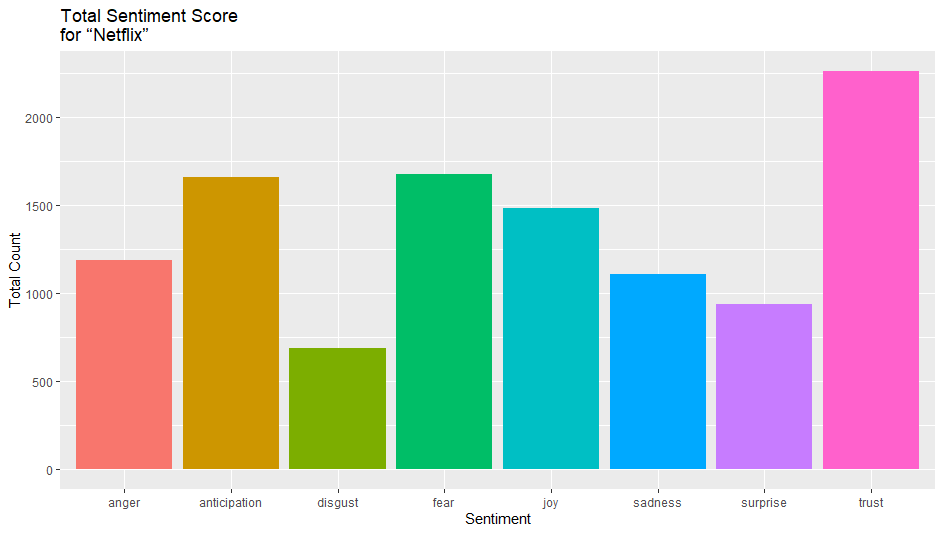 Total Sentiment Score
for “Netflix”
Total Count
2000
1500
1000
500
0
anger anticipation disgust fear joy sadness surprise trust
Sentiment